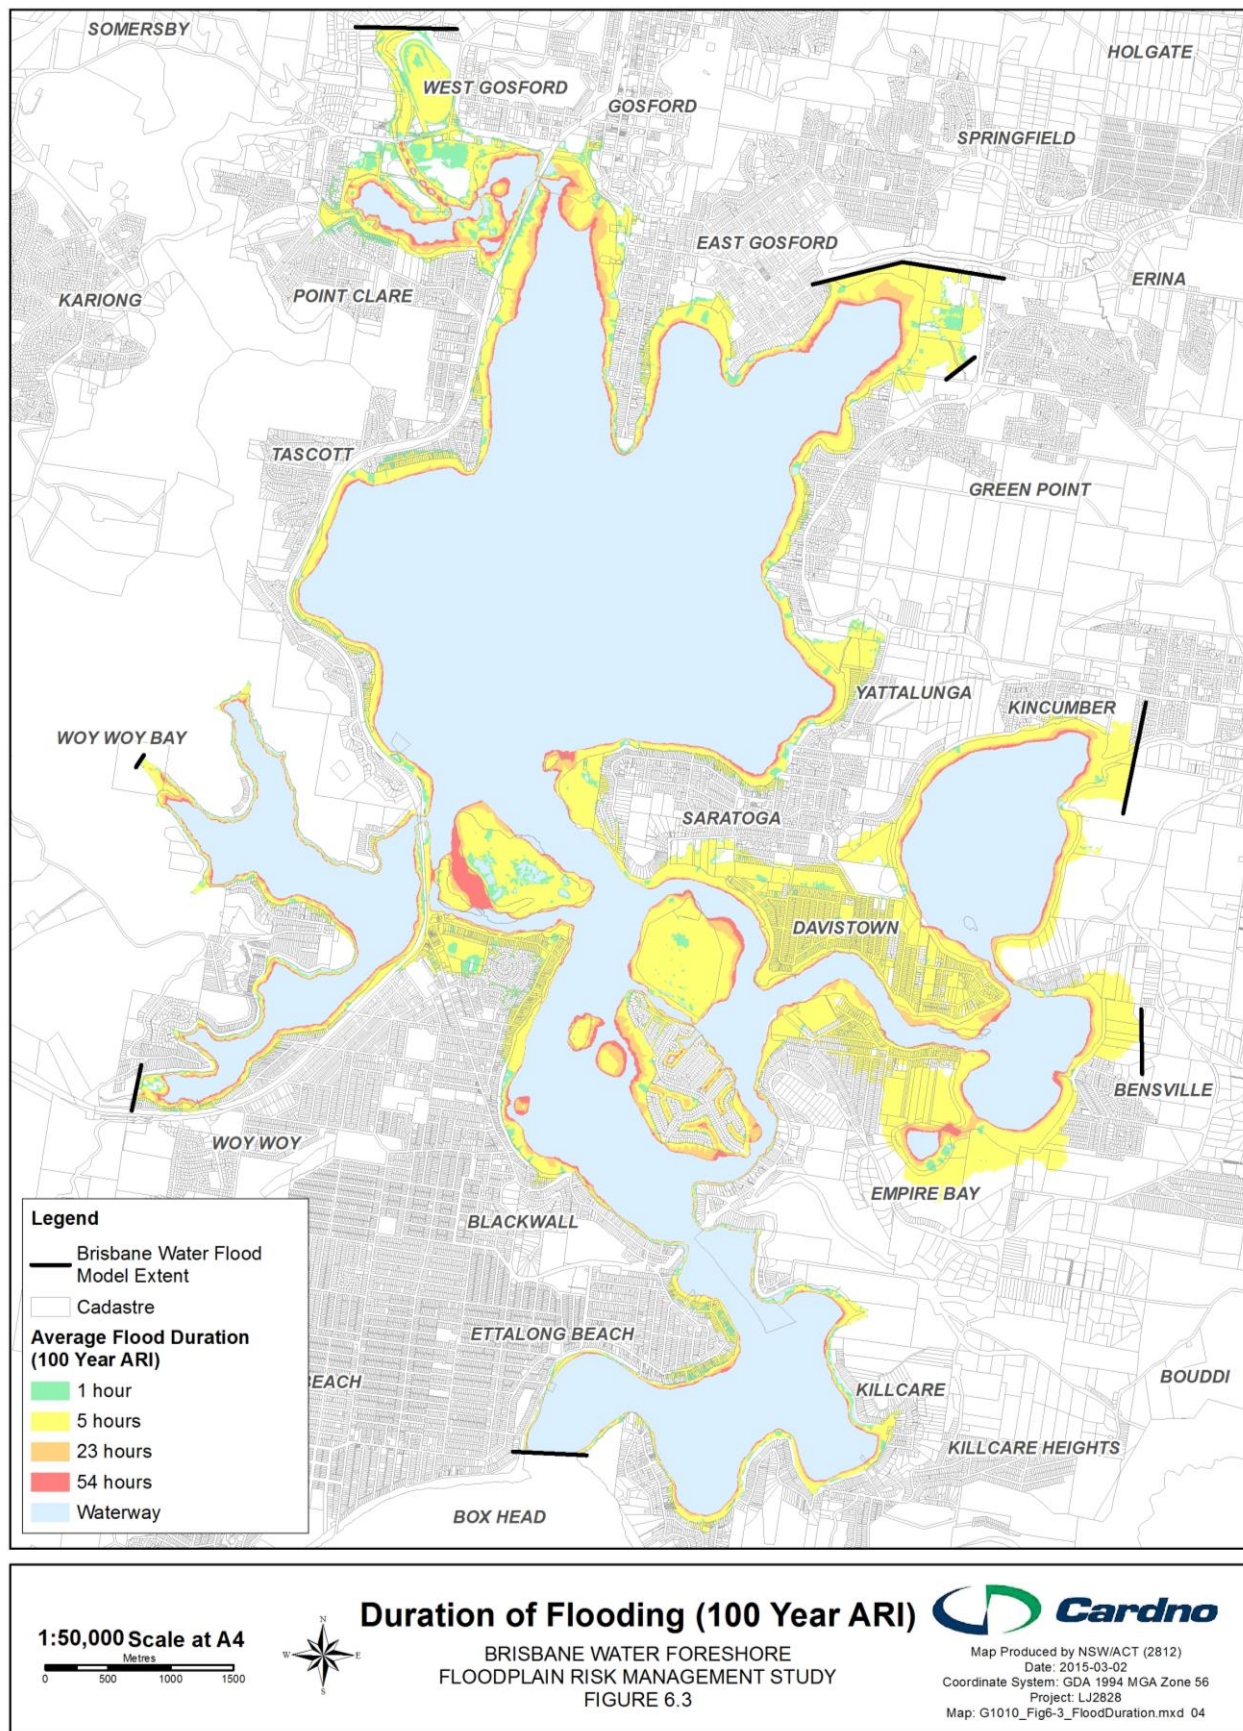 SOMERSBY
HOLGATE
WEST GOSFORD
GOSFORD
SPRINGFIELD
EAST GOSFORD
ERINA
POINT CLARE
KARIONG
TASCOTT
GREEN POINT
YATTALUNGA
KINCUMBER
WOY WOY BAY
SARATOGA
DAVISTOWN
BENSVILLE
WOY WOY
EMPIRE BAY
BLACKWALL
ETTALONG BEACH
BEACH
KILLCARE
BOUDDI
KILLCARE HEIGHTS
BOX HEAD
Legend
Brisbane Water Flood
Model Extent
Cadastre
Average Flood Duration
(100 Year ARI)
1 hour
5 hours
23 hours
54 hours
Waterway
1:50,000 Scale at A4
Metres
0 500 1000 1500
N
W E
S
Duration of Flooding (100 Year ARI)
BRISBANE WATER FORESHORE
FLOODPLAIN RISK MANAGEMENT STUDY
FIGURE 6.3
Cardno
Map Produced by NSW/ACT (2812)
Date: 2015-03-02
Coordinate System: GDA 1994 MGA Zone 56
Project: LJ2828
Map: G1010_Fig6-3_FloodDuration.mxd 04